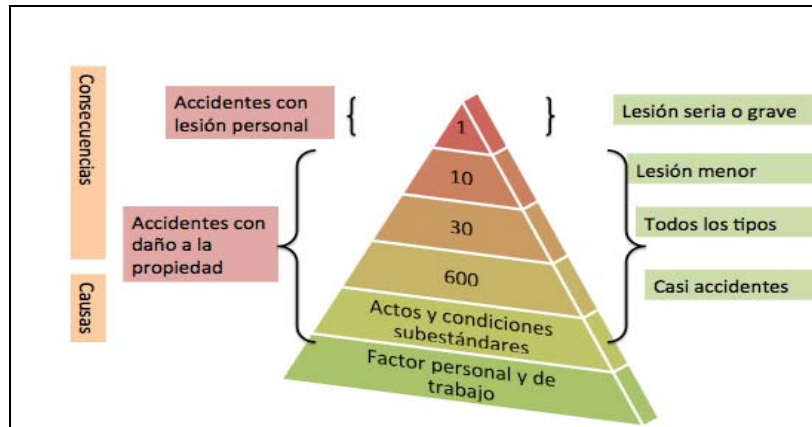 Consecuencias
Causas
Accidentes con
lesión personal
Accidentes con
daño a la
propiedad
1
10
30
600
Actos y condiciones
subestándares
Factor personal y de
trabajo
Lesión seria o grave
Lesión menor
Todos los tipos
Casi accidentes